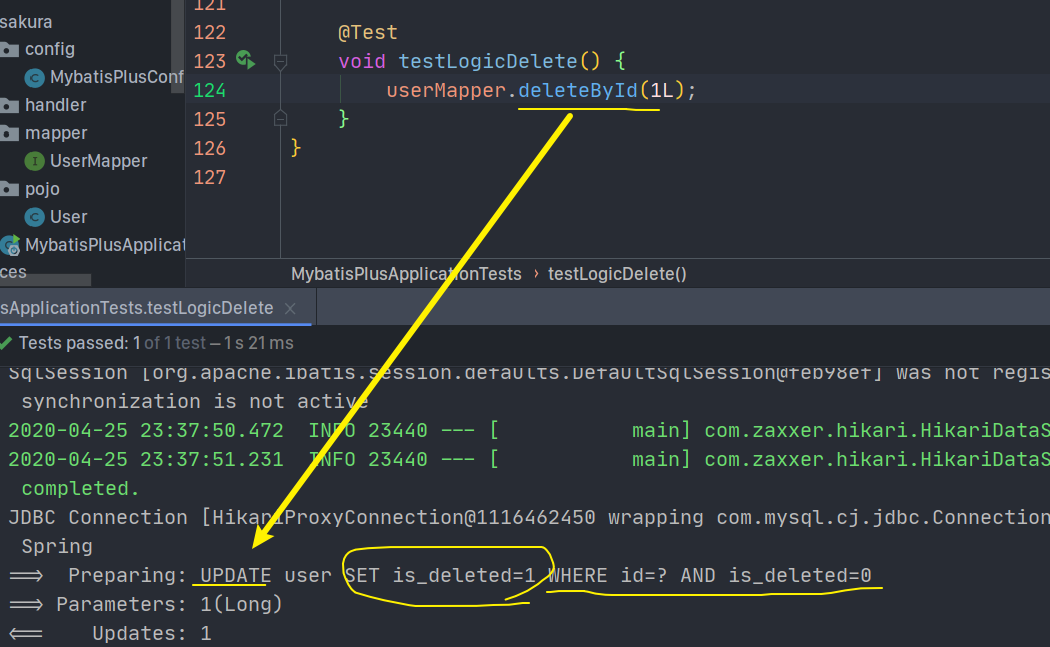 sakura
config
MybatisPlusConf
handler
mapper
UserMapper
pojo
User
MybatisPlusApplicat
ces
121
122 @Test
123 void testLogicDelete() {
124 userMapper.deleteById(1L);
125 }
126 }
127
MybatisPlusApplicationTests › testLogicDelete()
sApplicationTests.testLogicDelete ×
Tests passed: 1 of 1 test – 1 s 21 ms
SqlSession [org.apache.ibatis.session.defaults.DefaultSqlSession@feb98ef] was not regis
synchronization is not active
2020-04-25 23:37:50.472 INFO 23440 --- [ main] com.zaxxer.hikari.HikariDataS
2020-04-25 23:37:51.231 INFO 23440 --- [ main] com.zaxxer.hikari.HikariDataS
completed.
JDBC Connection [HikariProxyConnection@1116462450 wrapping com.mysql.cj.jdbc.Connection
Spring
==> Preparing: UPDATE user SET is_deleted=1 WHERE id=? AND is_deleted=0
==> Parameters: 1(Long)
<== Updates: 1